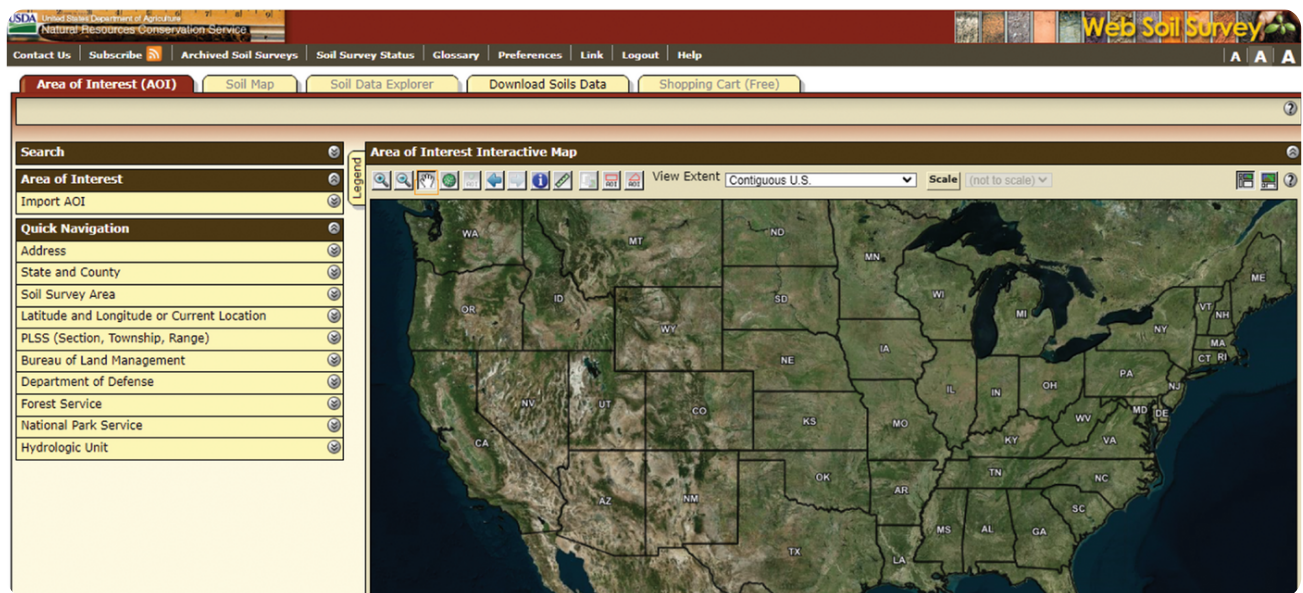 USDA United States Department of Agriculture
Natural Resources Conservation Service
Web Soil Survey
Contact Us | Subscribe | Archived Soil Surveys | Soil Survey Status | Glossary | Preferences | Link | Logout | Help
A | A | A
Area of Interest (AOI) Soil Map Soil Data Explorer Download Soils Data Shopping Cart (Free)
Search
Area of Interest
Import AOI
Quick Navigation
Address
State and County
Soil Survey Area
Latitude and Longitude or Current Location
PLSS (Section, Township, Range)
Bureau of Land Management
Department of Defense
Forest Service
National Park Service
Hydrologic Unit
Legend
Area of Interest Interactive Map
AOI AOI View Extent Contiguous U.S. Scale (not to scale)
WA MT ND MN ME
OR ID SD WI MI VT NH
WY NY MA
NE IA CT RI
PA
NV UT CO IL IN OH NJ
KS MO WV MD DE
CA KY VA
AZ NM OK TN NC
AR SC
MS AL GA
TX LA